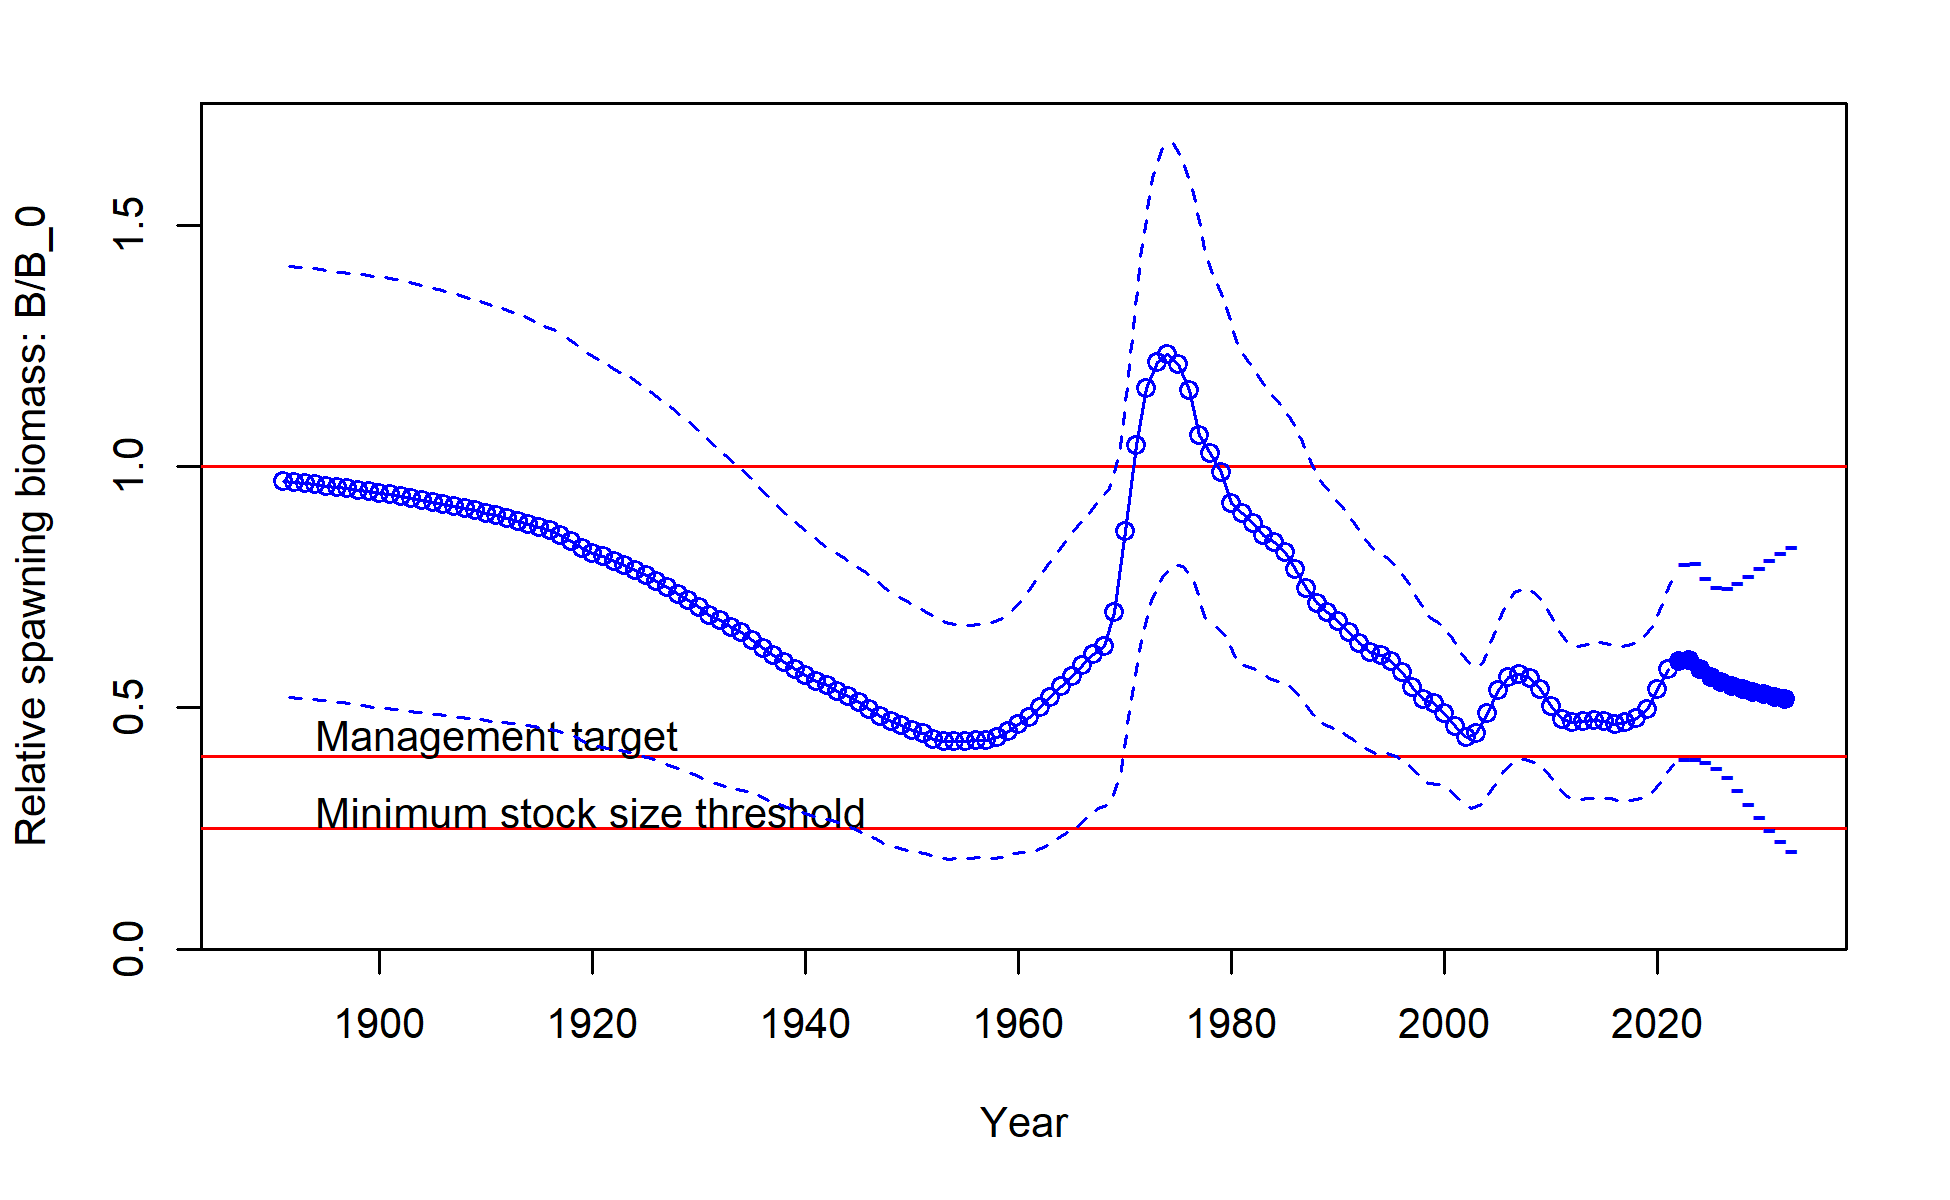 Relative spawning biomass: B/B_0
1.5
1.0
0.5
0.0
Management target
Minimum stock size threshold
1900 1920 1940 1960 1980 2000 2020
Year